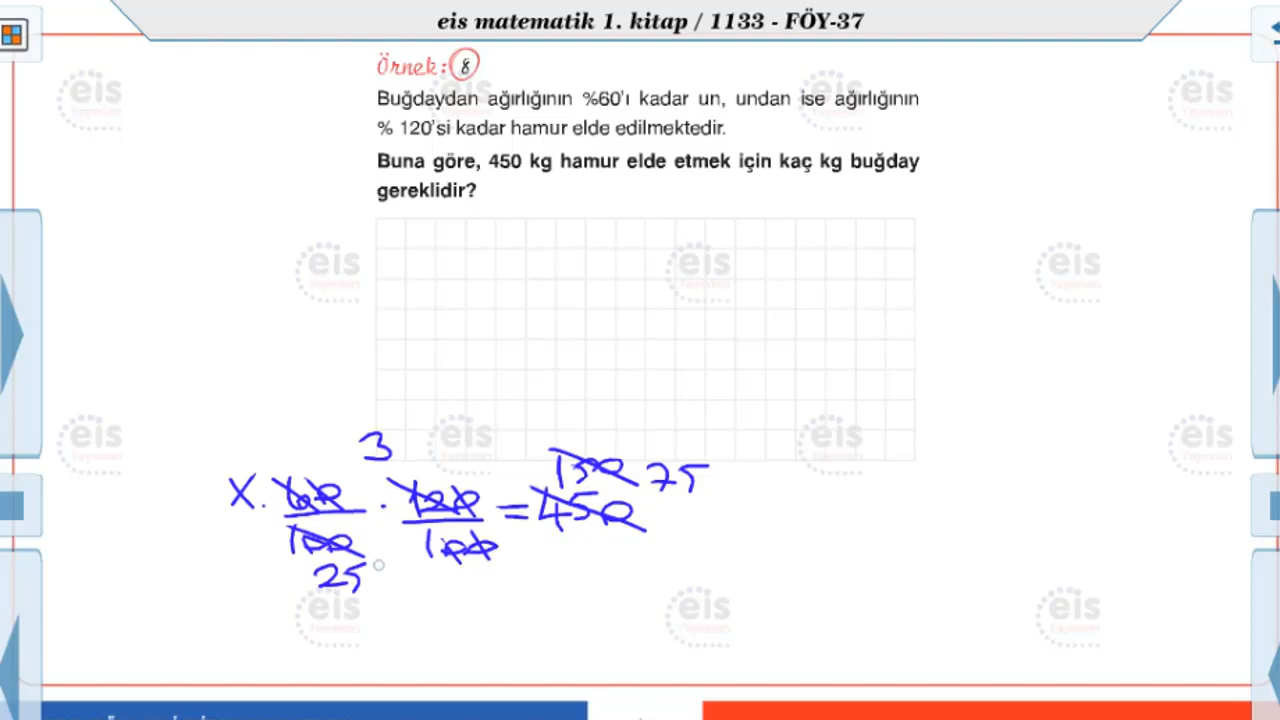 eis matematik 1. kitap / 1133 - FÖY-37
Örnek: 8
Buğdaydan ağırlığının %60'ı kadar un, undan ise ağırlığının
% 120'si kadar hamur elde edilmektedir.
Buna göre, 450 kg hamur elde etmek için kaç kg buğday
gereklidir?
eis Yayınları
3
150 75
X. 60/100 . 120/100 = 450
25